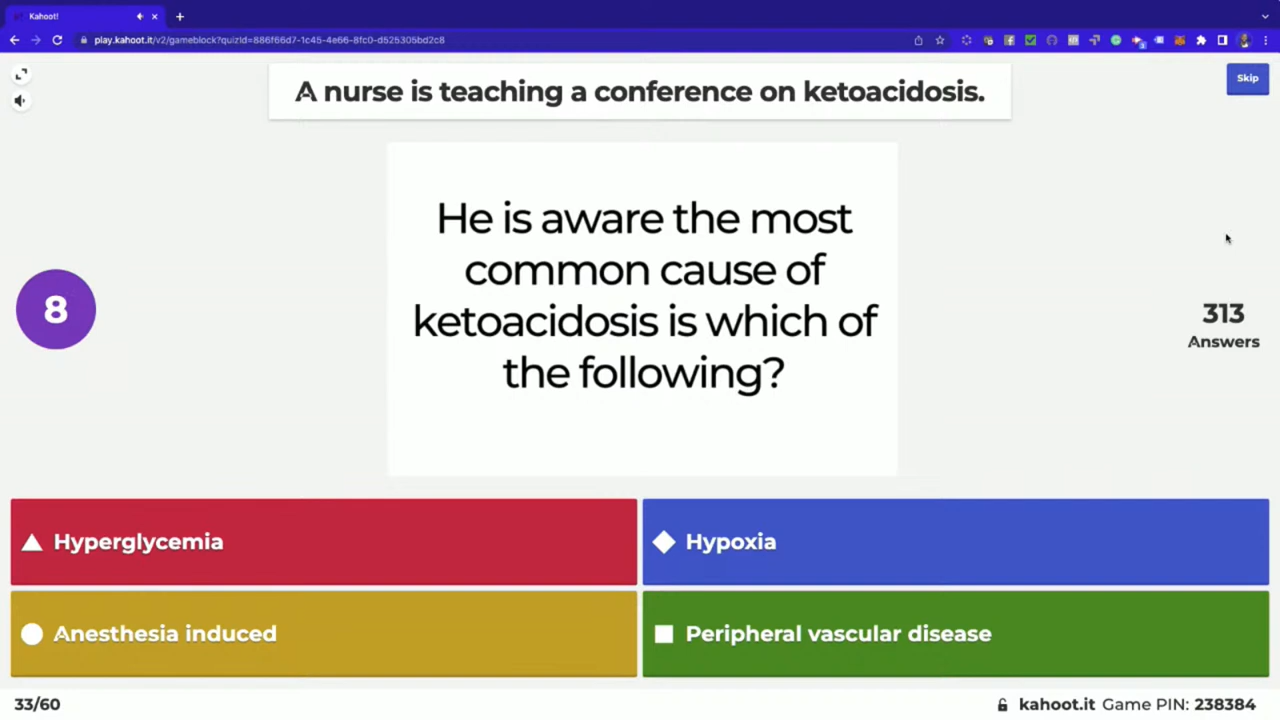 Kahoot!
play.kahoot.it/v2/gameblock?quizId=886f66d7-1c45-4e66-8fc0-d525305bd2c8
A nurse is teaching a conference on ketoacidosis.
Skip
He is aware the most
common cause of
ketoacidosis is which of
the following?
8
313
Answers
Hyperglycemia
Hypoxia
Anesthesia induced
Peripheral vascular disease
33/60
kahoot.it Game PIN: 238384